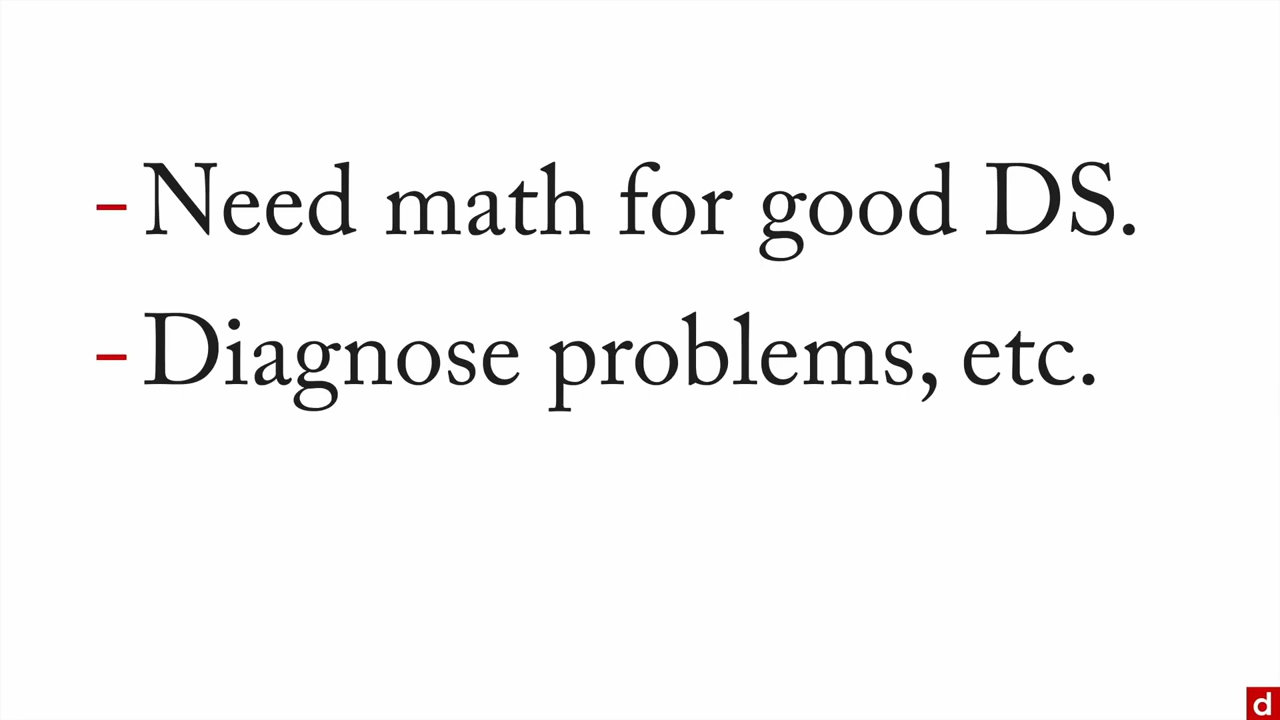 - Need math for good DS.
- Diagnose problems, etc.
d